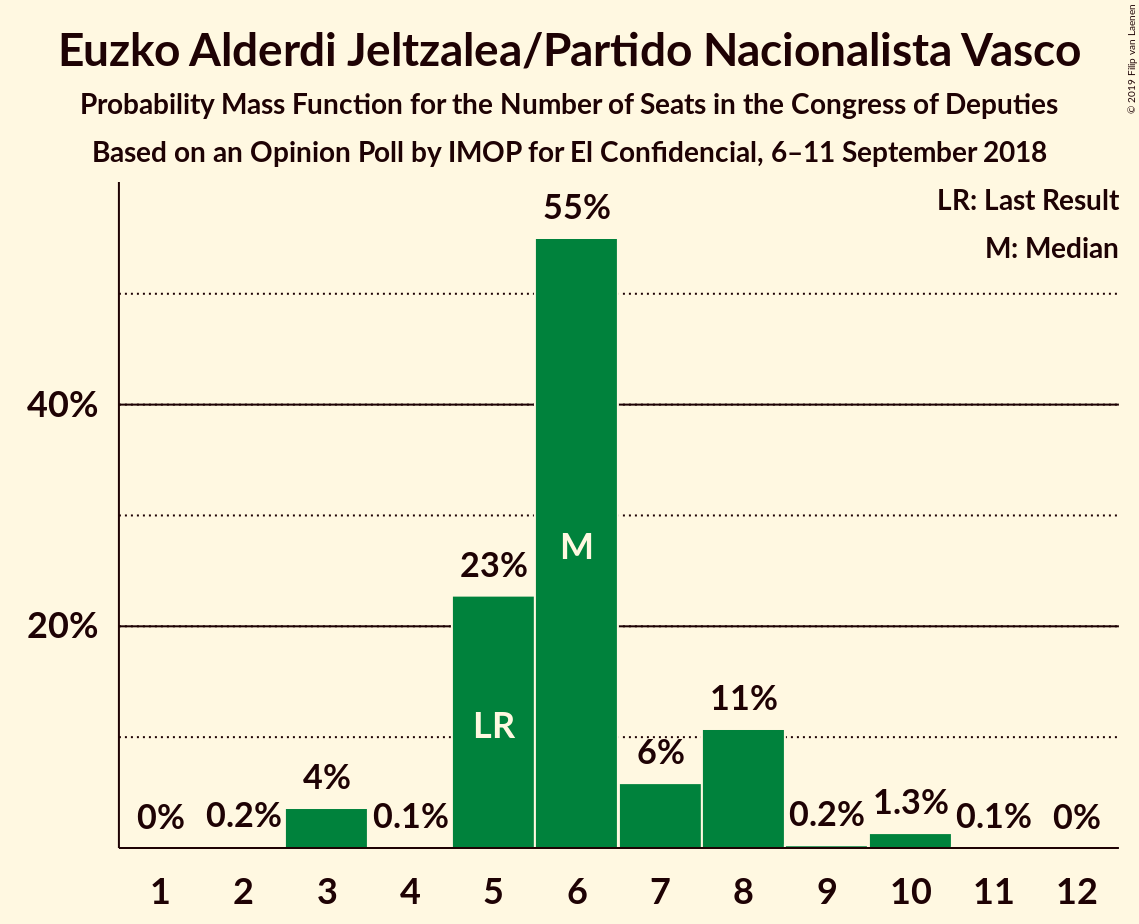 Euzko Alderdi Jeltzalea/Partido Nacionalista Vasco
Probability Mass Function for the Number of Seats in the Congress of Deputies
Based on an Opinion Poll by IMOP for El Confidencial, 6–11 September 2018
© 2019 Filip van Laenen
LR: Last Result
M: Median
55%
40%
M
23%
20%
LR
11%
6%
4%
0%
0.2%
0.1%
0.2%
1.3%
0.1%
0%
1 2 3 4 5 6 7 8 9 10 11 12